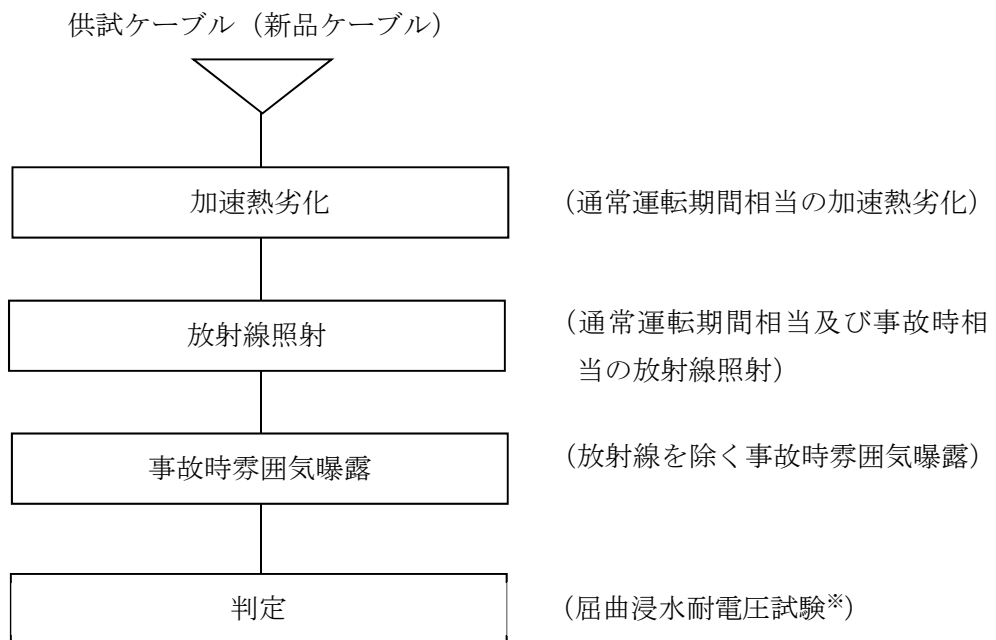 供試ケーブル（新品ケーブル）
加速熱劣化
（通常運転期間相当の加速熱劣化）
放射線照射
（通常運転期間相当及び事故時相
当の放射線照射）
事故時雰囲気曝露
（放射線を除く事故時雰囲気曝露）
判定
（屈曲浸水耐電圧試験※）